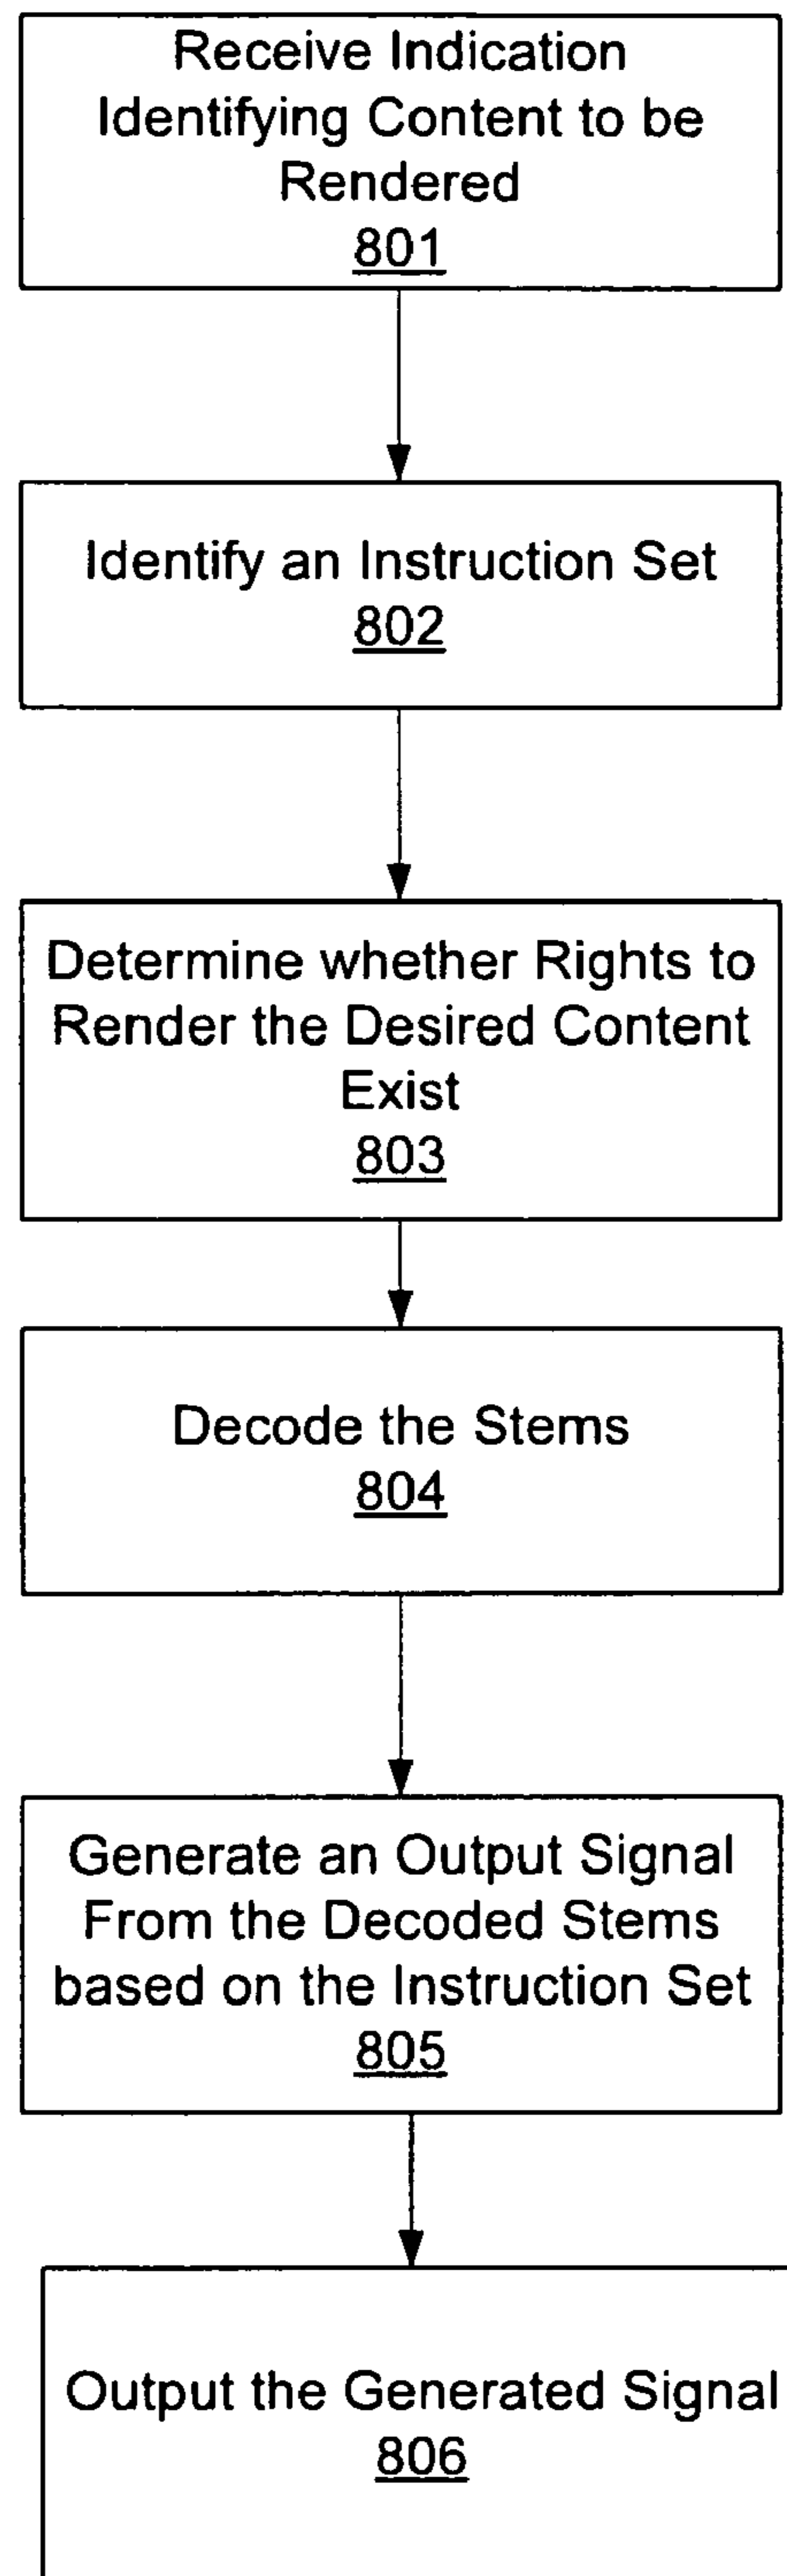 Receive Indication
Identifying Content to be
Rendered
801
Identify an Instruction Set
802
Determine whether Rights to
Render the Desired Content
Exist
803
Decode the Stems
804
Generate an Output Signal
From the Decoded Stems
based on the Instruction Set
805
Output the Generated Signal
806